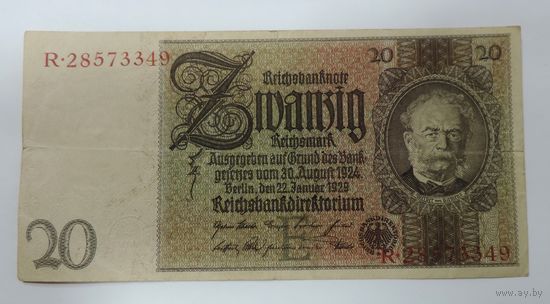 R·28573349
20
20
Reichsbanknote
Zwanzig
Reichsmark
Ausgegeben auf Grund des Bank-
gesetzes vom 30. August 1924
Berlin, den 22. Januar 1929
Reichsbankdirektorium
20
R·28573349
ay.by